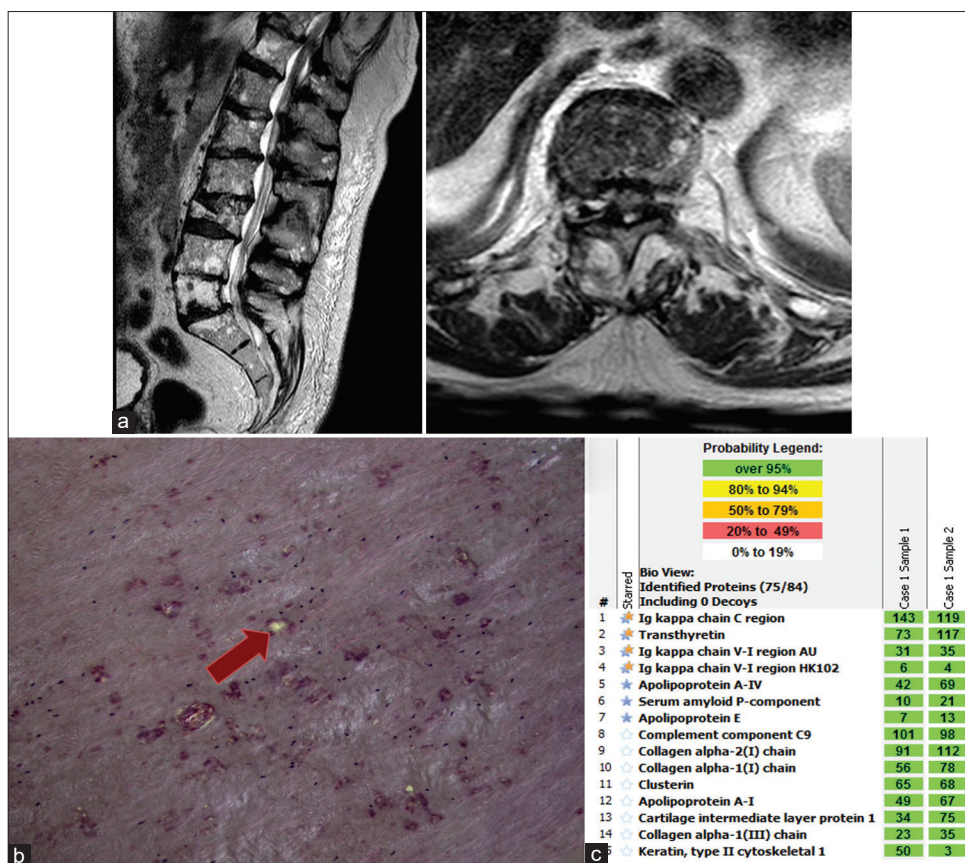 a
b
c
Probability Legend:
over 95%
80% to 94%
50% to 79%
20% to 49%
0% to 19%
Bio View:
Identified Proteins (75/84)
Including 0 Decoys
# Starred Case 1 Sample 1 Case 1 Sample 2
1 Ig kappa chain C region 143 119
2 Transthyretin 73 117
3 Ig kappa chain V-I region AU 31 35
4 Ig kappa chain V-I region HK102 6 4
5 Apolipoprotein A-IV 42 69
6 Serum amyloid P-component 10 21
7 Apolipoprotein E 7 13
8 Complement component C9 101 98
9 Collagen alpha-2(I) chain 91 112
10 Collagen alpha-1(I) chain 56 78
11 Clusterin 65 68
12 Apolipoprotein A-I 49 67
13 Cartilage intermediate layer protein 1 34 75
14 Collagen alpha-1(III) chain 23 35
Keratin, type II cytoskeletal 1 50 3